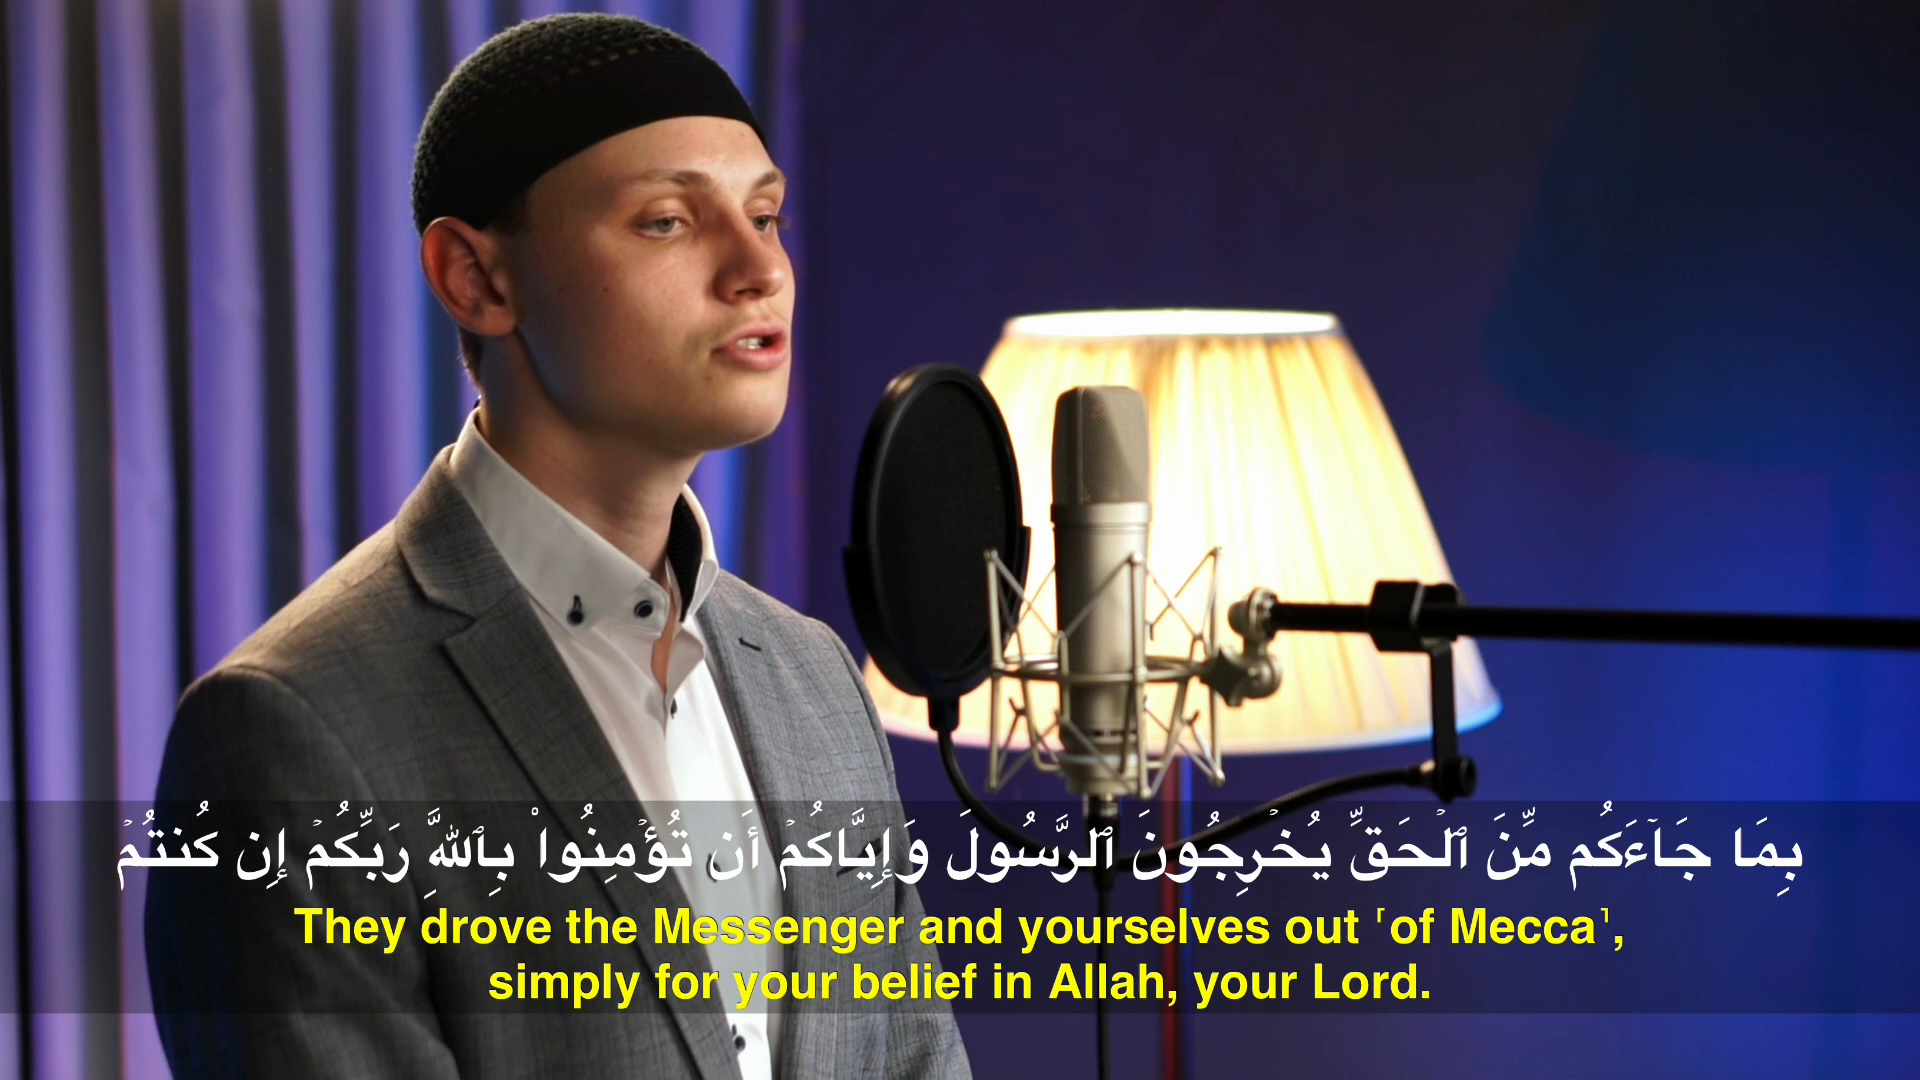 بِمَا جَآءَكُم مِّنَ ٱلْحَقِّ يُخْرِجُونَ ٱلرَّسُولَ وَإِيَّاكُمْ أَن تُؤْمِنُوا۟ بِٱللَّهِ رَبِّكُمْ إِن كُنتُمْ
They drove the Messenger and yourselves out ˹of Mecca˺,
simply for your belief in Allah, your Lord.